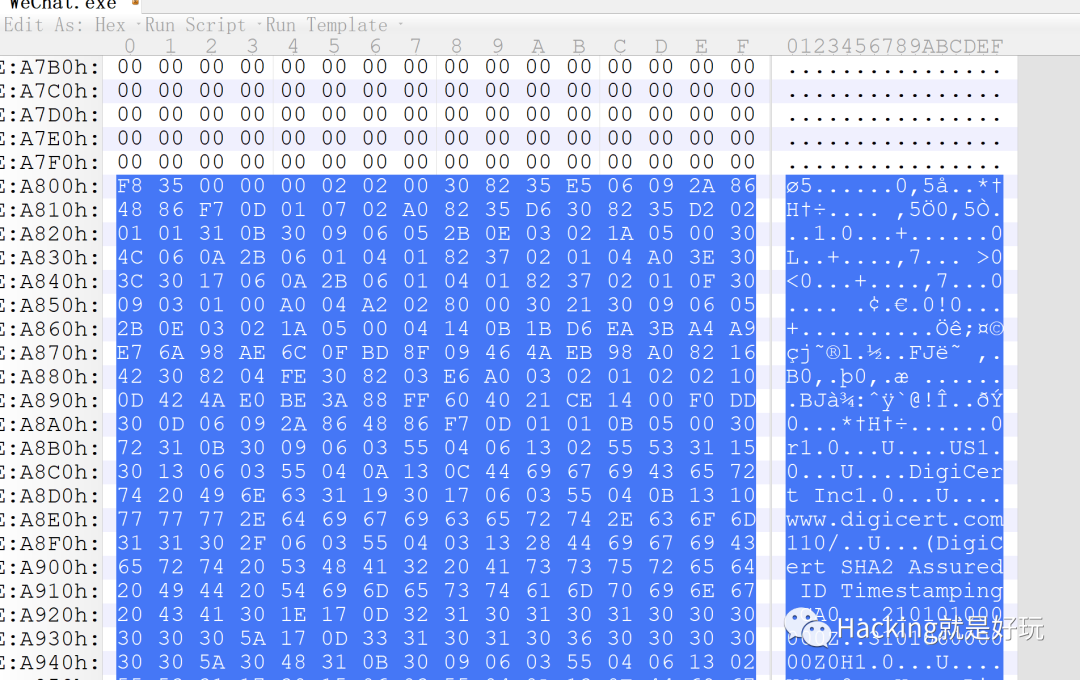 WeChat.exe
Edit As: Hex Run Script Run Template
0 1 2 3 4 5 6 7 8 9 A B C D E F 0123456789ABCDEF
E:A7B0h: 00 00 00 00 00 00 00 00 00 00 00 00 00 00 00 00 ................
E:A7C0h: 00 00 00 00 00 00 00 00 00 00 00 00 00 00 00 00 ................
E:A7D0h: 00 00 00 00 00 00 00 00 00 00 00 00 00 00 00 00 ................
E:A7E0h: 00 00 00 00 00 00 00 00 00 00 00 00 00 00 00 00 ................
E:A7F0h: 00 00 00 00 00 00 00 00 00 00 00 00 00 00 00 00 ................
E:A800h: F8 35 00 00 00 02 02 00 30 82 35 E5 06 09 2A 86 ø5......0‚5å..*†
E:A810h: 48 86 F7 0D 01 07 02 A0 82 35 D6 30 82 35 D2 02 H†÷.... ‚5Ö0‚5Ò.
E:A820h: 01 01 31 0B 30 09 06 05 2B 0E 03 02 1A 05 00 30 ..1.0...+......0
E:A830h: 4C 06 0A 2B 06 01 04 01 82 37 02 01 04 A0 3E 30 L..+....‚7... >0
E:A840h: 3C 30 17 06 0A 2B 06 01 04 01 82 37 02 01 0F 30 <0...+....‚7...0
E:A850h: 09 03 01 00 A0 04 A2 02 80 00 30 21 30 09 06 05 .... .¢.€.0!0...
E:A860h: 2B 0E 03 02 1A 05 00 04 14 0B 1B D6 EA 3B A4 A9 +..........Öê;¤©
E:A870h: E7 6A 98 AE 6C 0F BD 8F 09 46 4A EB 98 A0 82 16 çj˜®l.½..FJë˜ ‚.
E:A880h: 42 30 82 04 FE 30 82 03 E6 A0 03 02 01 02 02 10 B0‚.þ0‚.æ ......
E:A890h: 0D 42 4A E0 BE 3A 88 FF 60 40 21 CE 14 00 F0 DD .BJà¾:ˆÿ`@!Î..ðÝ
E:A8A0h: 30 0D 06 09 2A 86 48 86 F7 0D 01 01 0B 05 00 30 0...*†H†÷......0
E:A8B0h: 72 31 0B 30 09 06 03 55 04 06 13 02 55 53 31 15 r1.0...U....US1.
E:A8C0h: 30 13 06 03 55 04 0A 13 0C 44 69 67 69 43 65 72 0...U....DigiCer
E:A8D0h: 74 20 49 6E 63 31 19 30 17 06 03 55 04 0B 13 10 t Inc1.0...U....
E:A8E0h: 77 77 77 2E 64 69 67 69 63 65 72 74 2E 63 6F 6D www.digicert.com
E:A8F0h: 31 31 30 2F 06 03 55 04 03 13 28 44 69 67 69 43 110/..U...(DigiC
E:A900h: 65 72 74 20 53 48 41 32 20 41 73 73 75 72 65 64 ert SHA2 Assured
E:A910h: 20 49 44 20 54 69 6D 65 73 74 61 6D 70 69 6E 67  ID Timestamping
E:A920h: 20 43 41 30 1E 17 0D 32 31 30 31 30 31 30 30 30
E:A930h: 30 30 30 5A 17 0D 33 31 30 31 30 36 30 30 30 30
Hacking就是好玩
E:A940h: 30 30 5A 30 48 31 0B 30 09 06 03 55 04 06 13 02 00Z0H1.0...U....